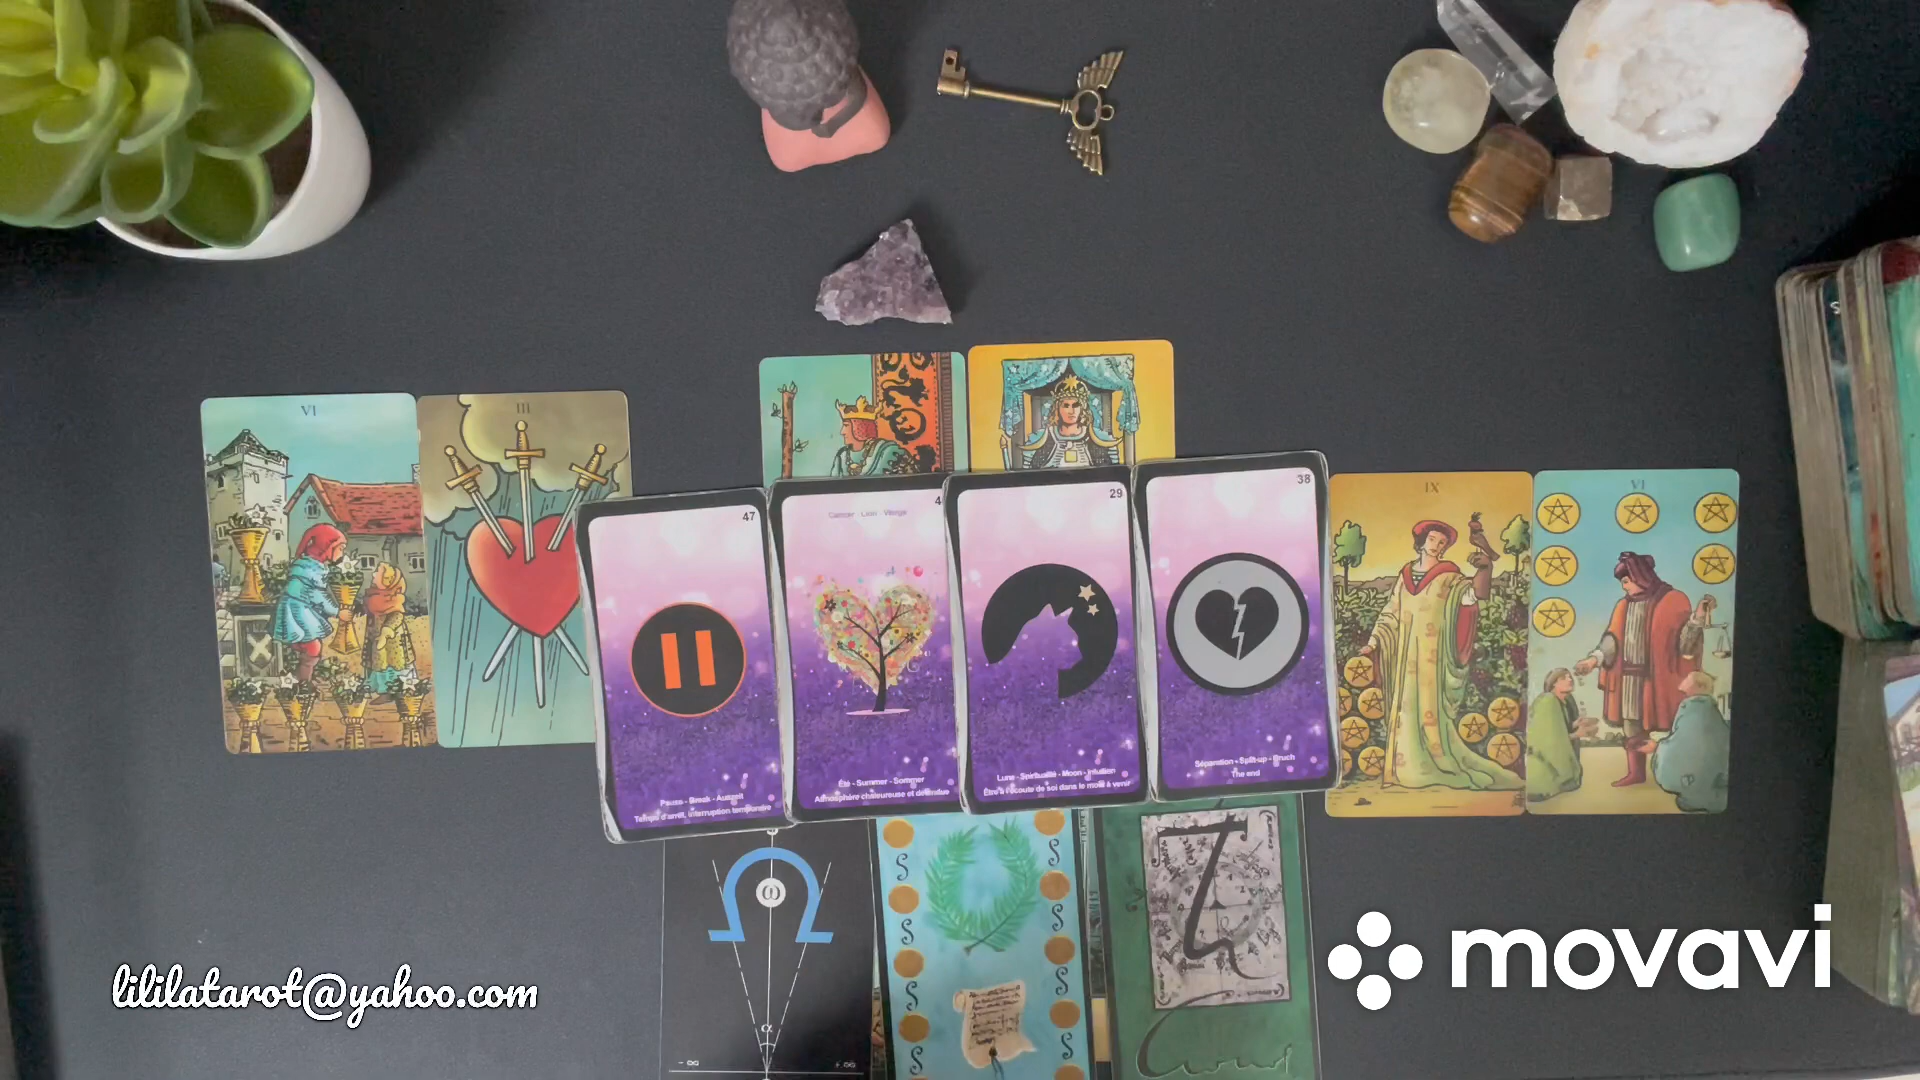 VI
III
IX
VI
47
4
Cancer - Lion - Vierge
29
38
Pause - Break - Auszeit
Temps d'arrêt, interruption temporaire
Été - Summer - Sommer
Atmosphère chaleureuse et détendue
Lune - Spiritualité - Moon - Intuition
Être à l'écoute de soi dans le mois à venir
Séparation - Split-up - Bruch
The end
ω
α
- ∞
+ ∞
S
S
S
S
S
S
S
S
lililatarot@yahoo.com
movavi